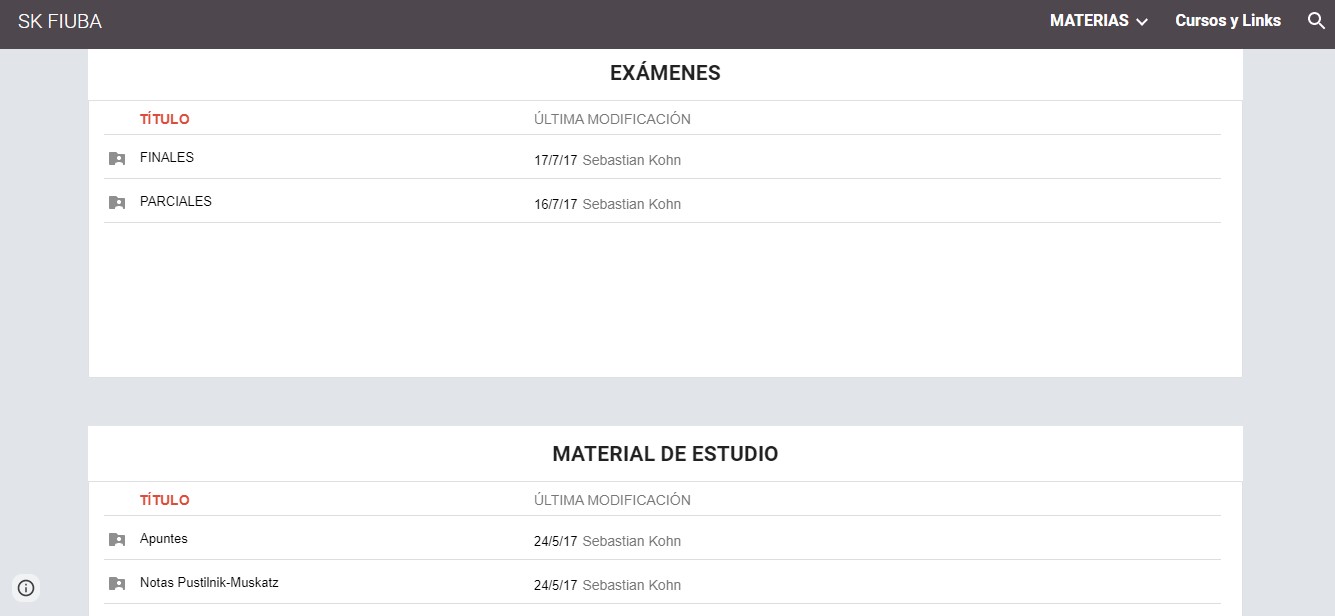 SK FIUBA MATERIAS Cursos y Links
EXÁMENES
TÍTULO ÚLTIMA MODIFICACIÓN
FINALES 17/7/17 Sebastian Kohn
PARCIALES 16/7/17 Sebastian Kohn
MATERIAL DE ESTUDIO
TÍTULO ÚLTIMA MODIFICACIÓN
Apuntes 24/5/17 Sebastian Kohn
Notas Pustilnik-Muskatz 24/5/17 Sebastian Kohn